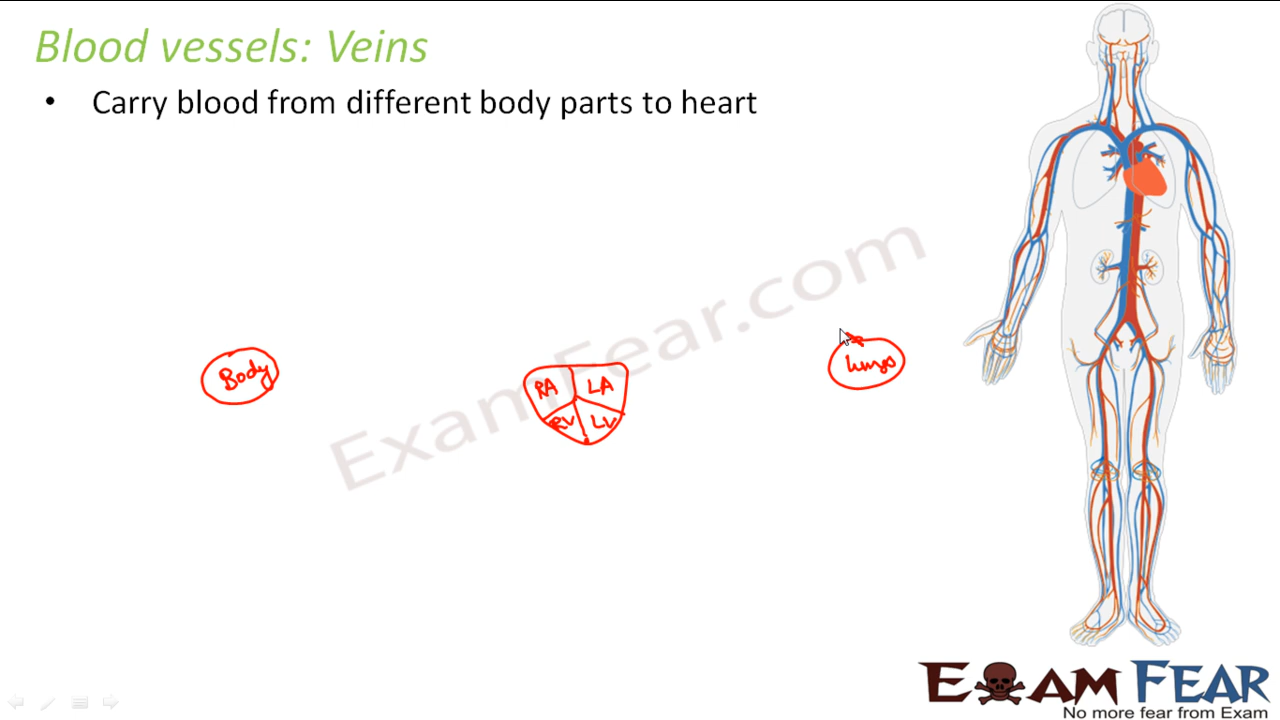 Blood vessels: Veins
• Carry blood from different body parts to heart
ExamFear.com
Body
RA LA
RV LV
lungs
EXAM FEAR
No more fear from Exam